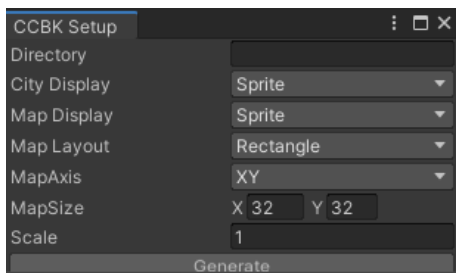 CCBK Setup
Directory
City Display Sprite
Map Display Sprite
Map Layout Rectangle
MapAxis XY
MapSize X 32 Y 32
Scale 1
Generate